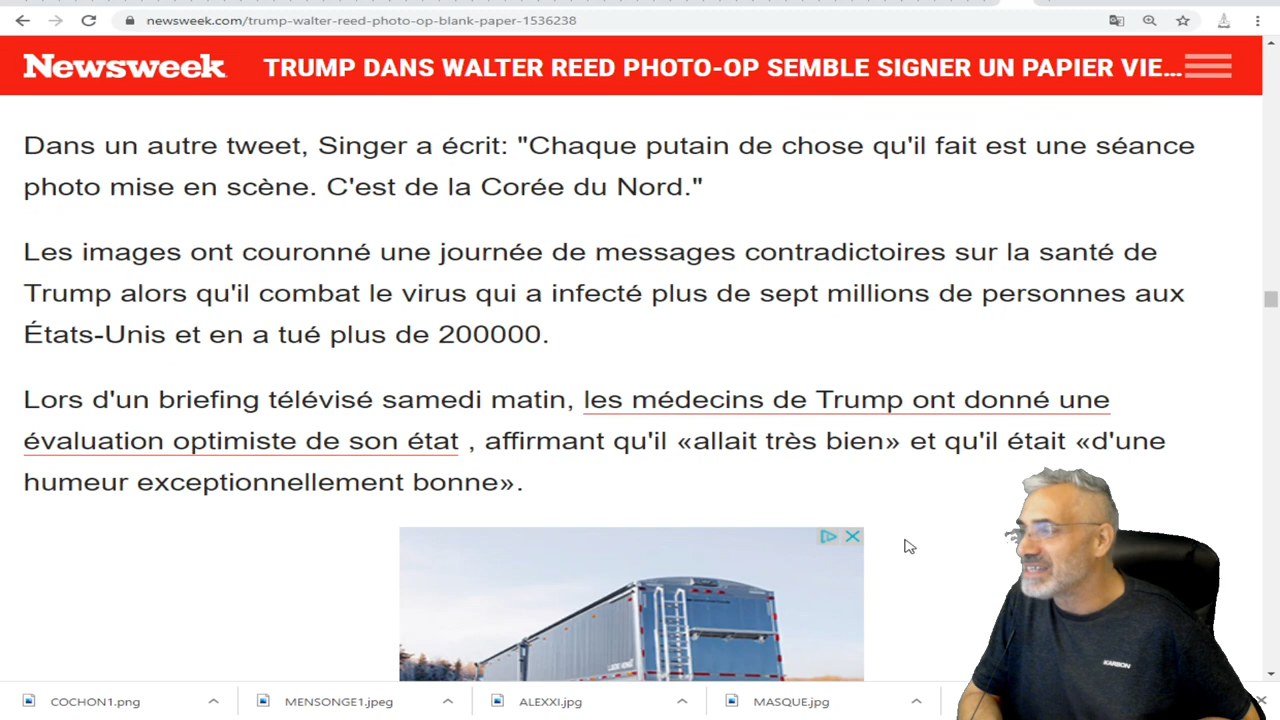 newsweek.com/trump-walter-reed-photo-op-blank-paper-1536238
Newsweek
TRUMP DANS WALTER REED PHOTO-OP SEMBLE SIGNER UN PAPIER VIE...
Dans un autre tweet, Singer a écrit: "Chaque putain de chose qu'il fait est une séance
photo mise en scène. C'est de la Corée du Nord."
Les images ont couronné une journée de messages contradictoires sur la santé de
Trump alors qu'il combat le virus qui a infecté plus de sept millions de personnes aux
États-Unis et en a tué plus de 200000.
Lors d'un briefing télévisé samedi matin, les médecins de Trump ont donné une
évaluation optimiste de son état , affirmant qu'il «allait très bien» et qu'il était «d'une
humeur exceptionnellement bonne».
KARBON
COCHON1.png
MENSONGE1.jpeg
ALEXXI.jpg
MASQUE.jpg